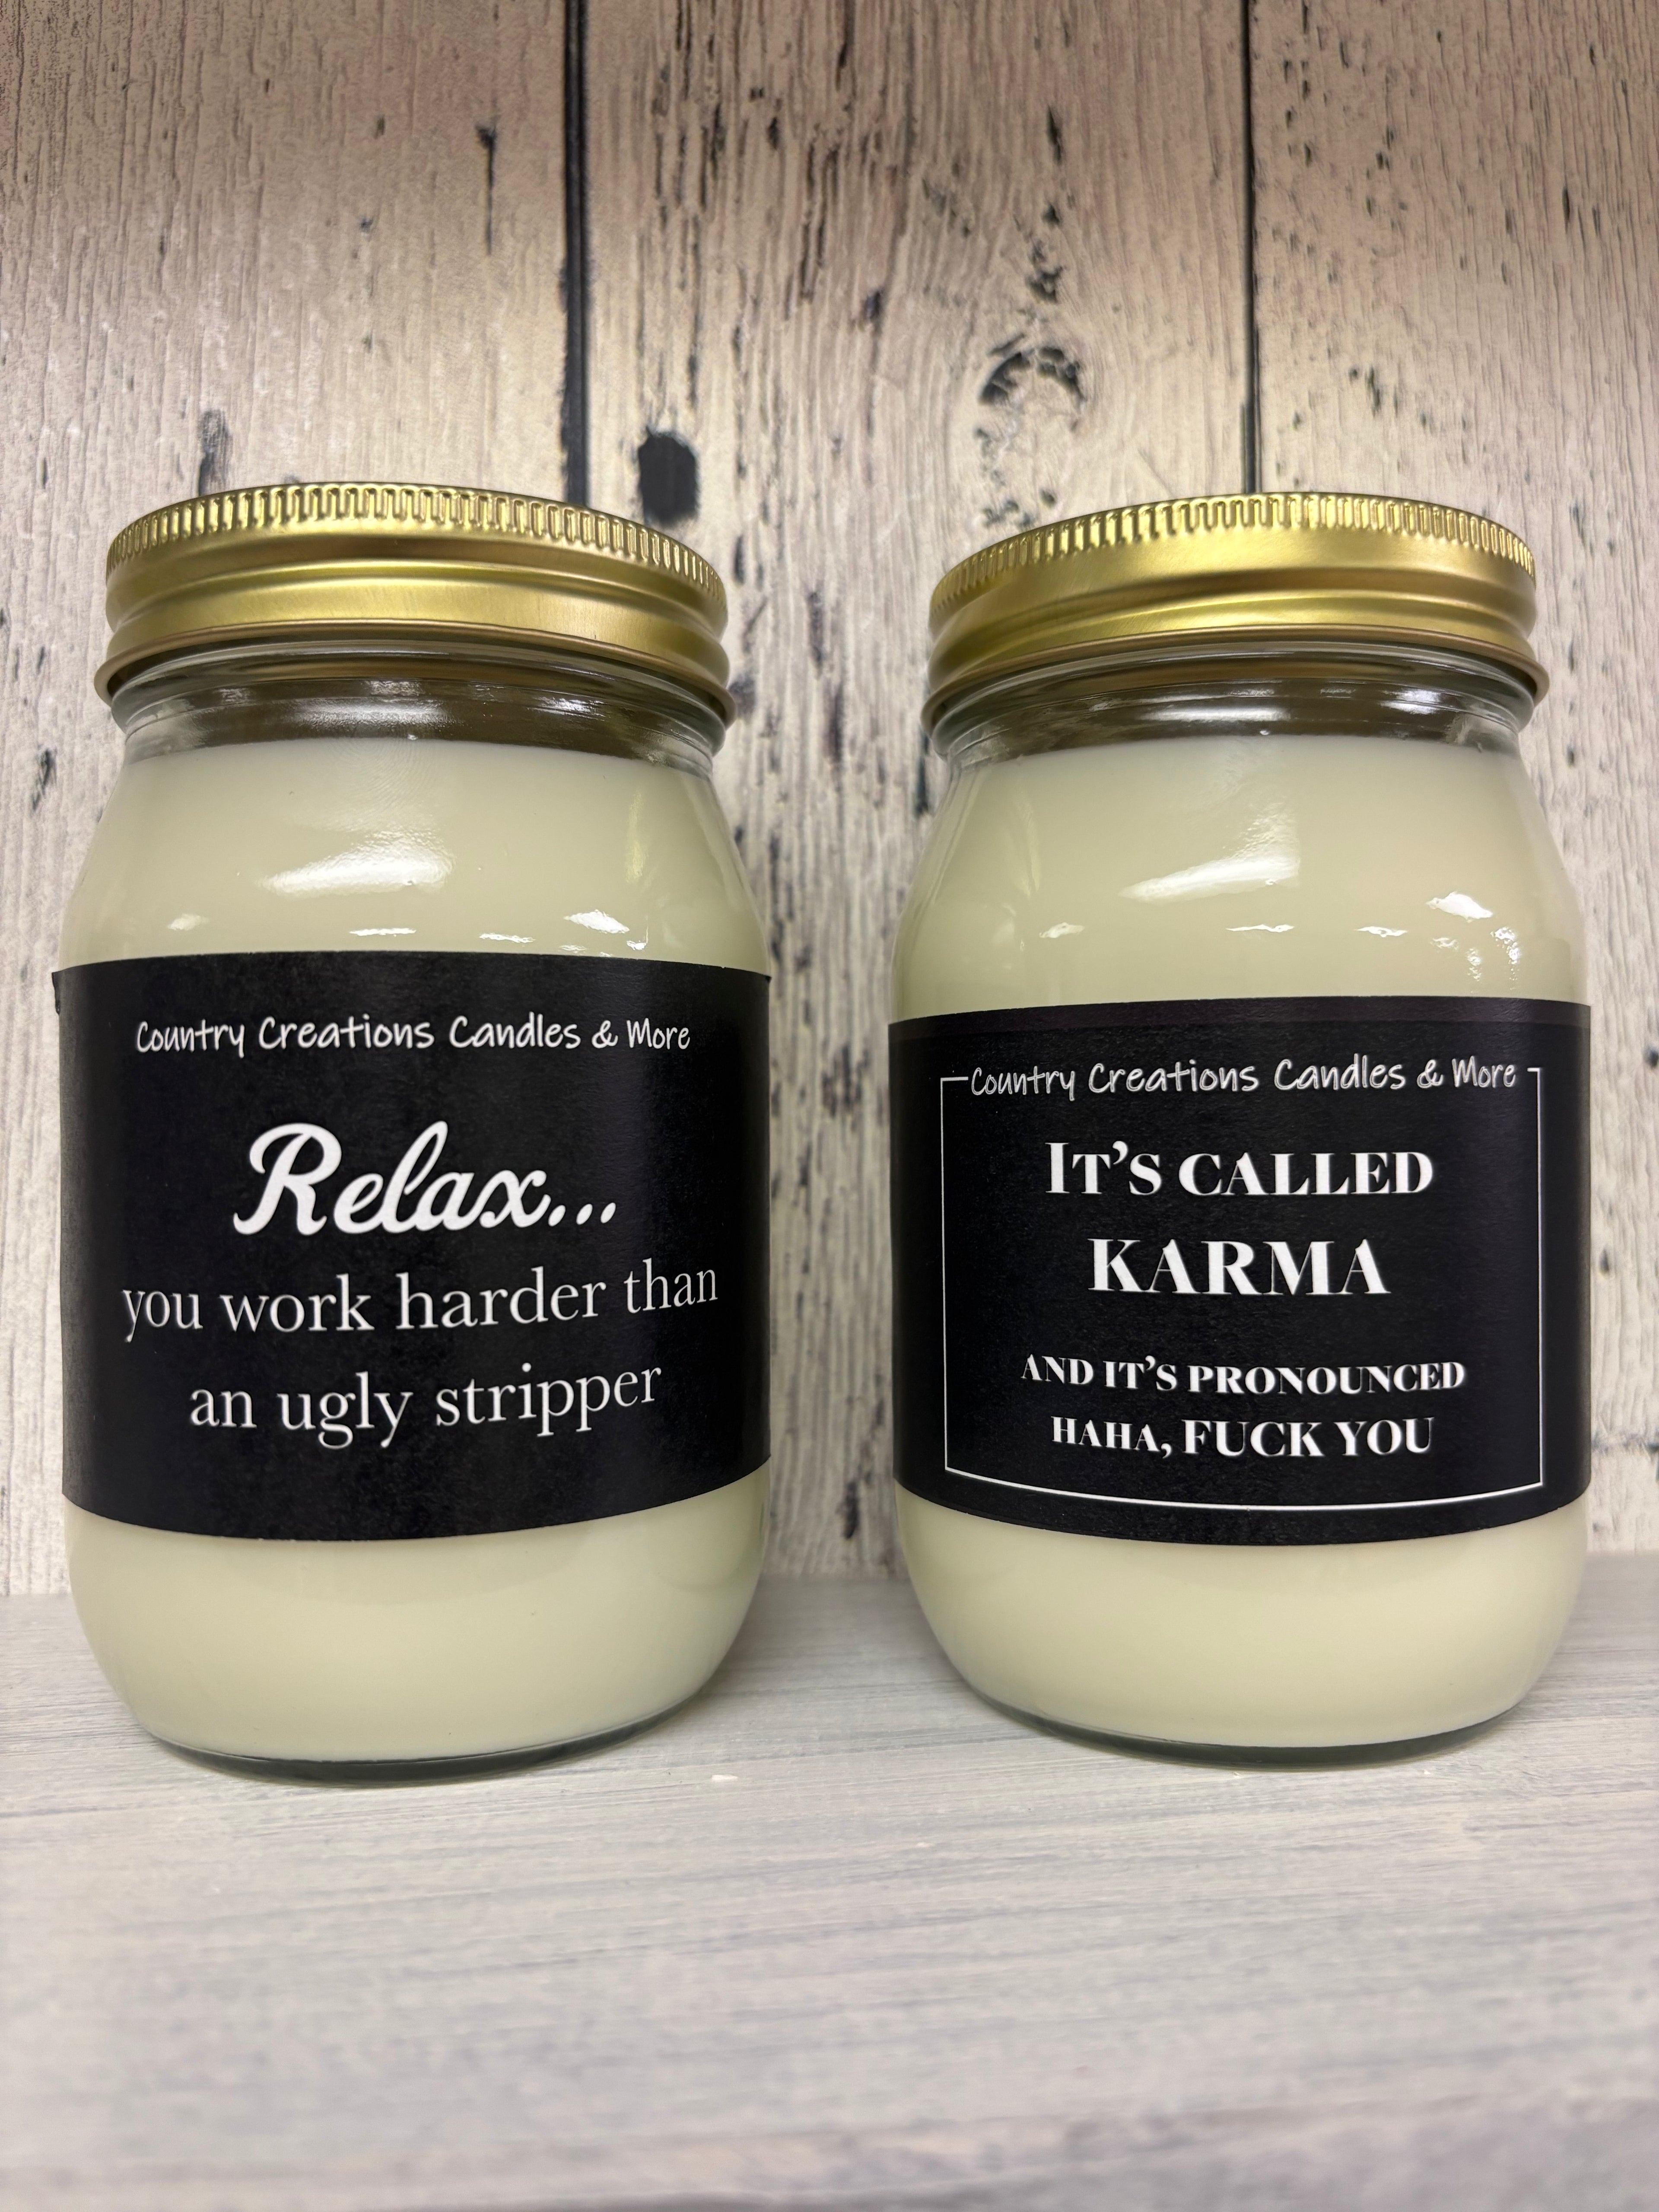 Country Creations Candles & More
Relax...
you work harder than
an ugly stripper
Country Creations Candles & More
IT'S CALLED
KARMA
AND IT'S PRONOUNCED
HAHA, FUCK YOU